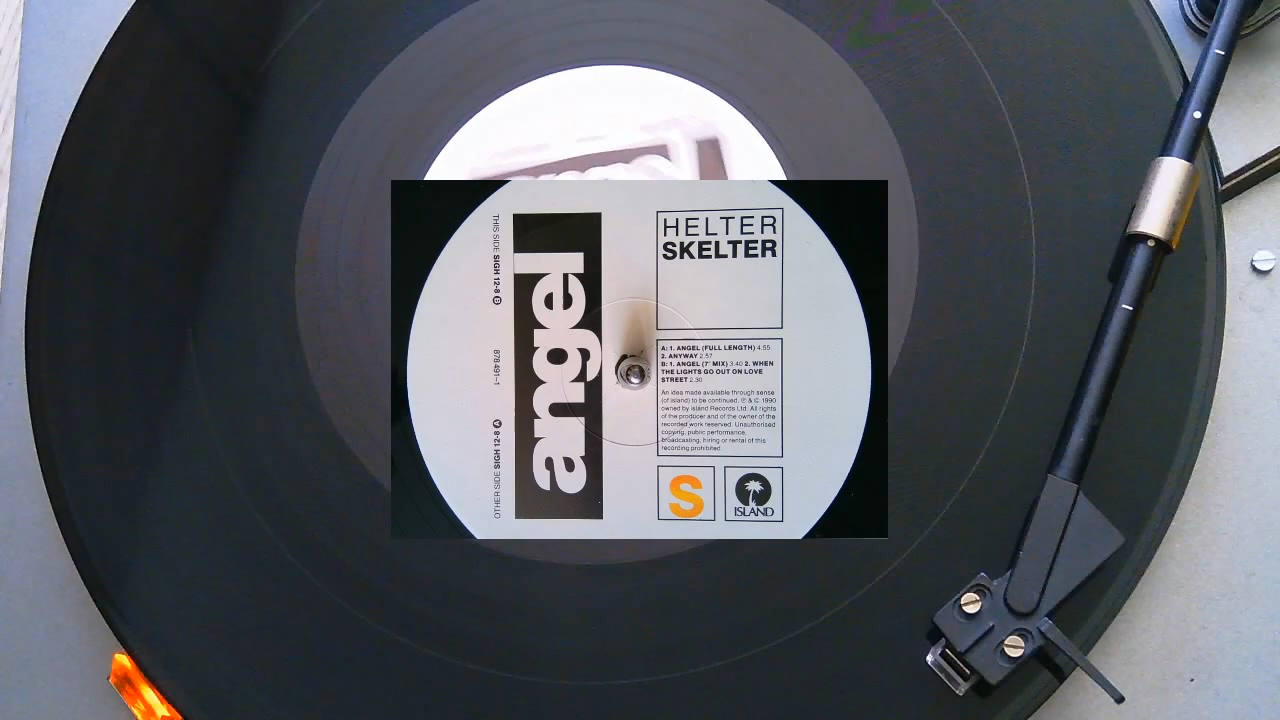 THIS SIDE SIGH 12-8 B
878 491-1
OTHER SIDE SIGH 12-8 A
angel
HELTER
SKELTER
A: 1. ANGEL (FULL LENGTH) 4.55
2. ANYWAY 2.57
B: 1. ANGEL (7" MIX) 3.40 2. WHEN
THE LIGHTS GO OUT ON LOVE
STREET 2.30
An idea made available through sense
(of Island) to be continued. ℗ & © 1990
owned by Island Records Ltd. All rights
of the producer and of the owner of the
recorded work reserved. Unauthorised
copying, public performance,
broadcasting, hiring or rental of this
recording prohibited.
S
ISLAND